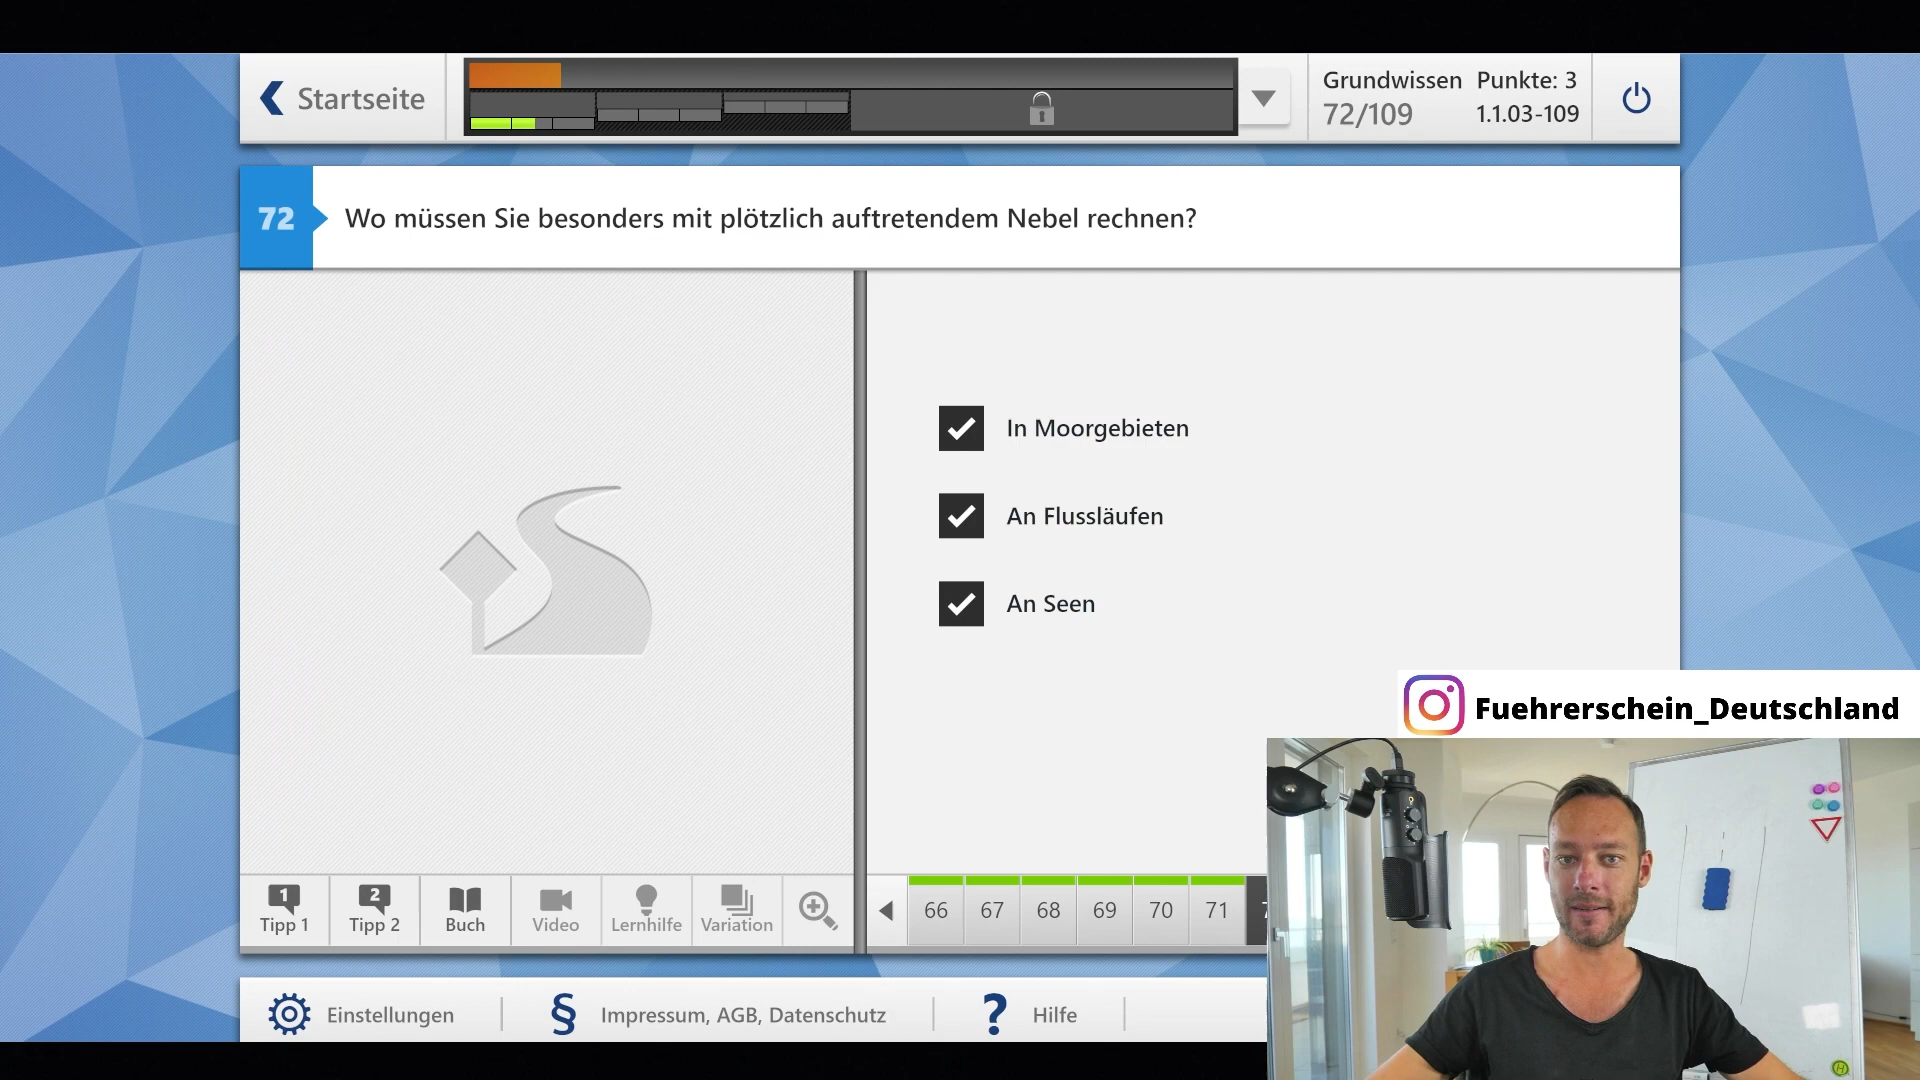 Startseite
Grundwissen Punkte: 3
72/109 1.1.03-109
72 Wo müssen Sie besonders mit plötzlich auftretendem Nebel rechnen?
In Moorgebieten
An Flussläufen
An Seen
Fuehrerschein_Deutschland
1 2
Tipp 1 Tipp 2 Buch Video Lernhilfe Variation
66 67 68 69 70 71
Einstellungen § Impressum, AGB, Datenschutz ? Hilfe
H